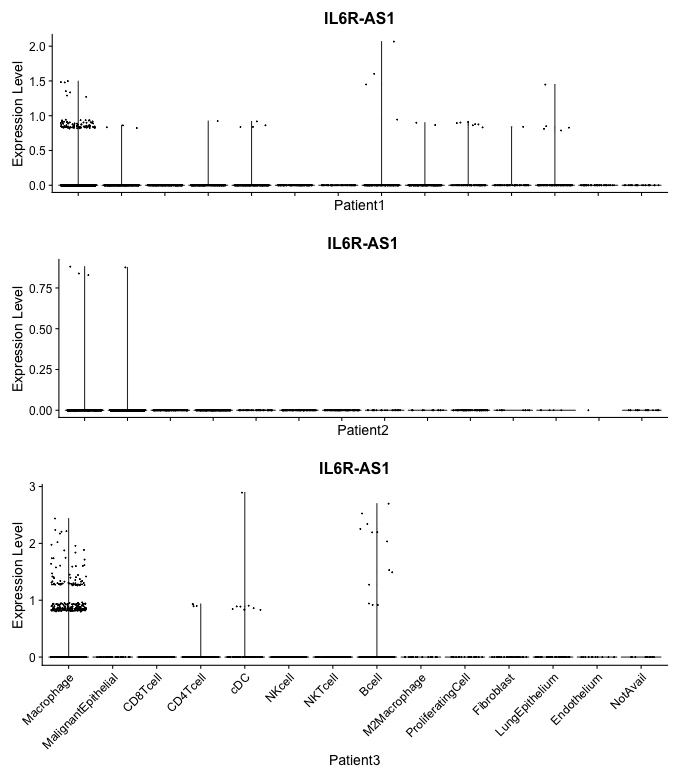 IL6R-AS1
Expression Level
2.0
1.5
1.0
0.5
0.0
Patient1
IL6R-AS1
Expression Level
0.75
0.50
0.25
0.00
Patient2
IL6R-AS1
Expression Level
3
2
1
0
Macrophage
MalignantEpithelial
CD8Tcell
CD4Tcell
cDC
NKcell
NKTcell
Bcell
M2Macrophage
ProliferatingCell
Fibroblast
LungEpithelium
Endothelium
NotAvail
Patient3